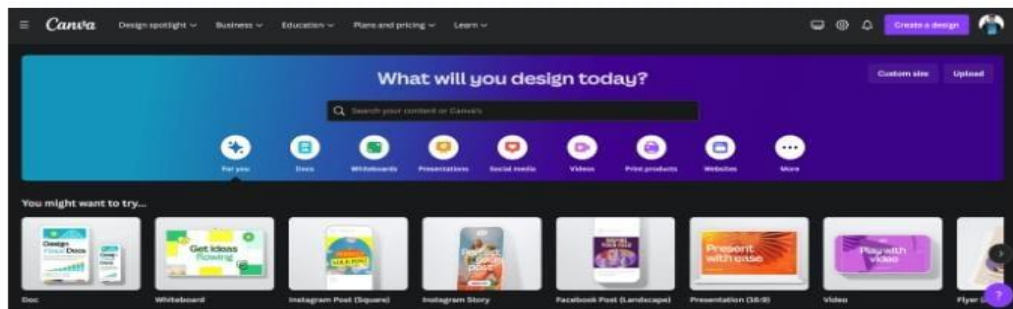 Canva Design spotlight Business Education Plans and pricing Learn Create a design
What will you design today?
Custom size Upload
Search your content or Canva's
For you Docs Whiteboards Presentations Social media Videos Print products Websites More
You might want to try...
Design Docs
Get Ideas Flowing
Present with ease
Play with video
Doc Whiteboard Instagram Post (Square) Instagram Story Facebook Post (Landscape) Presentation (16:9) Video Flyer
?